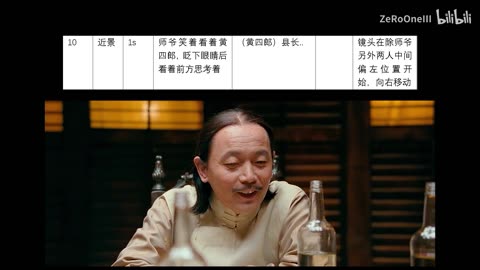 ZeRoOneIII bilibili
10 近景 1s 师爷笑着看着黄 （黄四郎）县长.. 镜头在除师爷
四郎，眨下眼睛后 另外两人中间
看着前方思考着 偏左位置开
始，向右移动